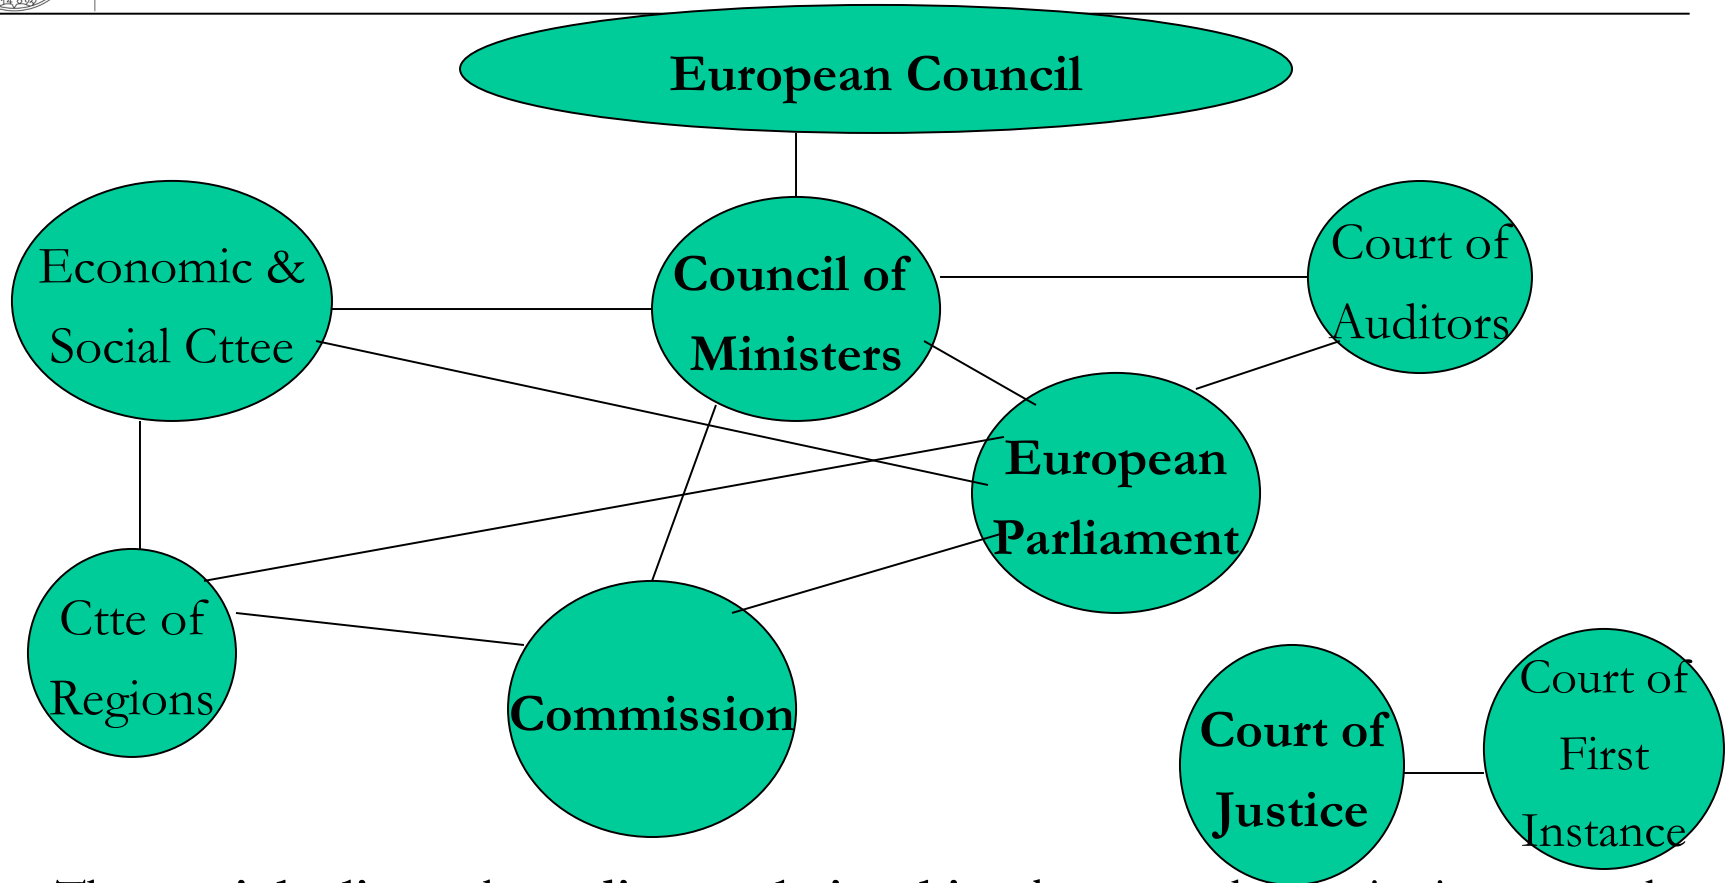 European Council
Economic &
Social Cttee
Council of
Ministers
Court of
Auditors
European
Parliament
Ctte of
Regions
Commission
Court of
Justice
Court of
First
Instance